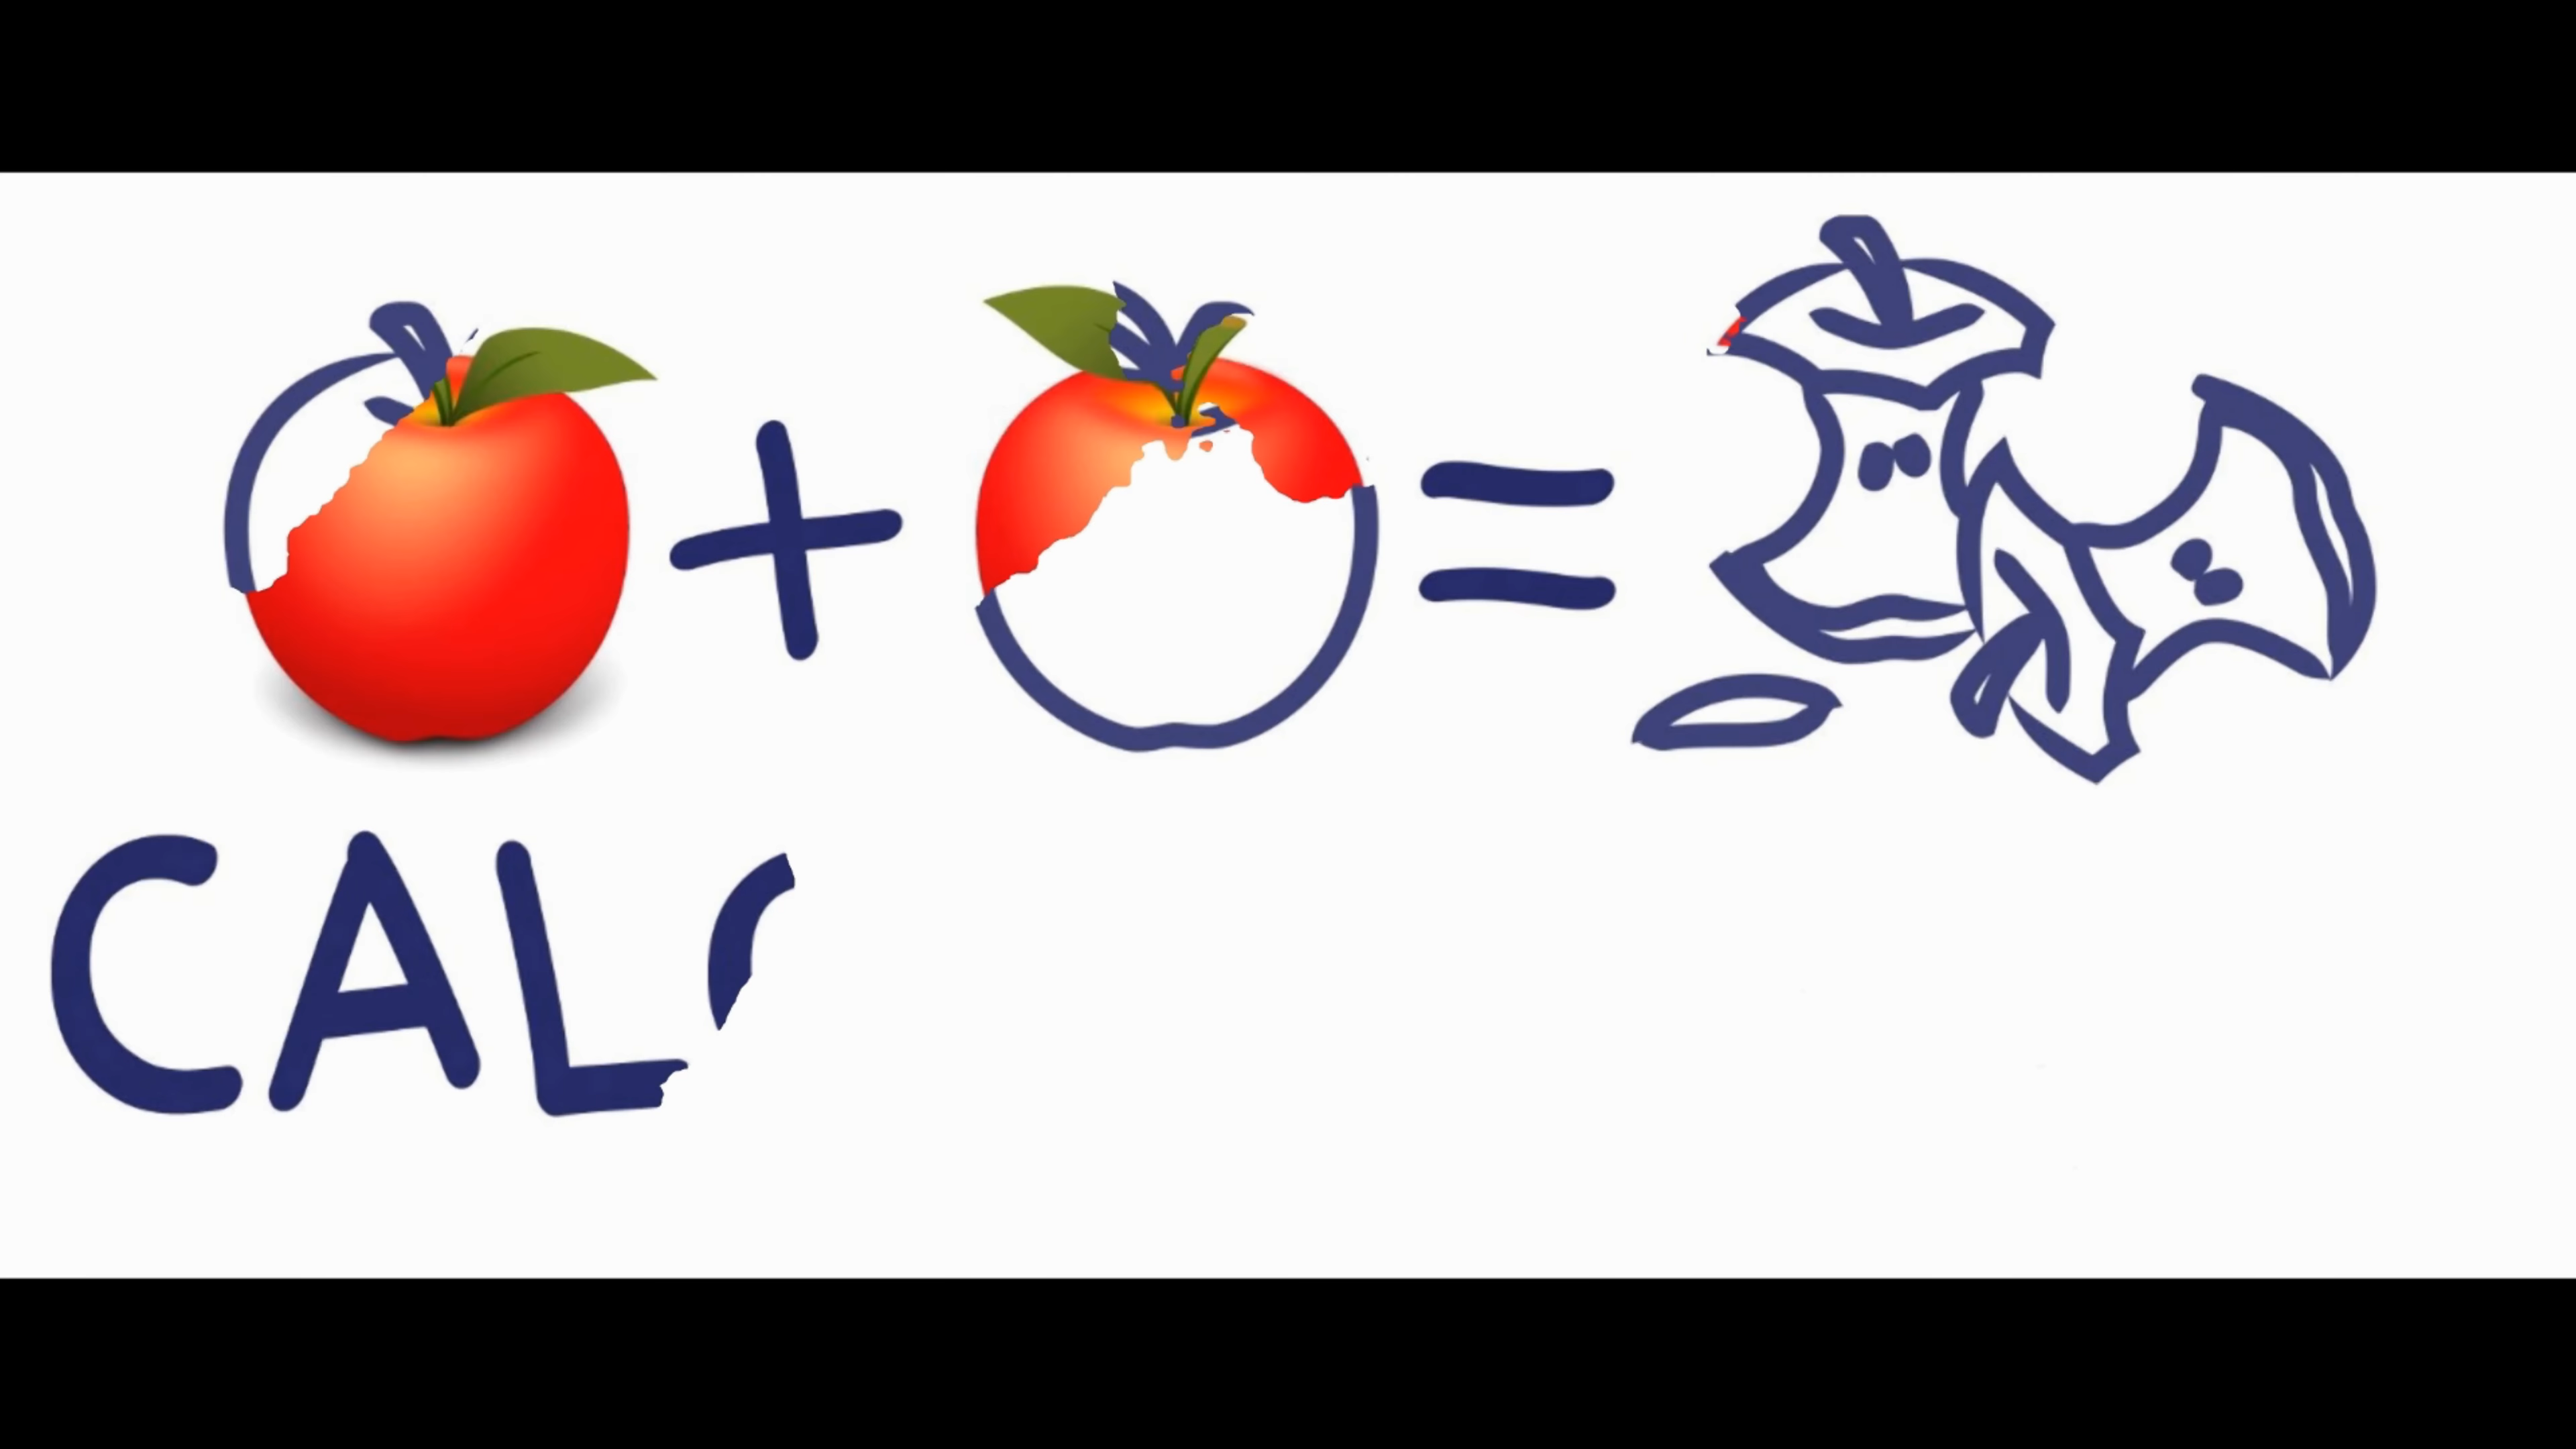 + =
CAL